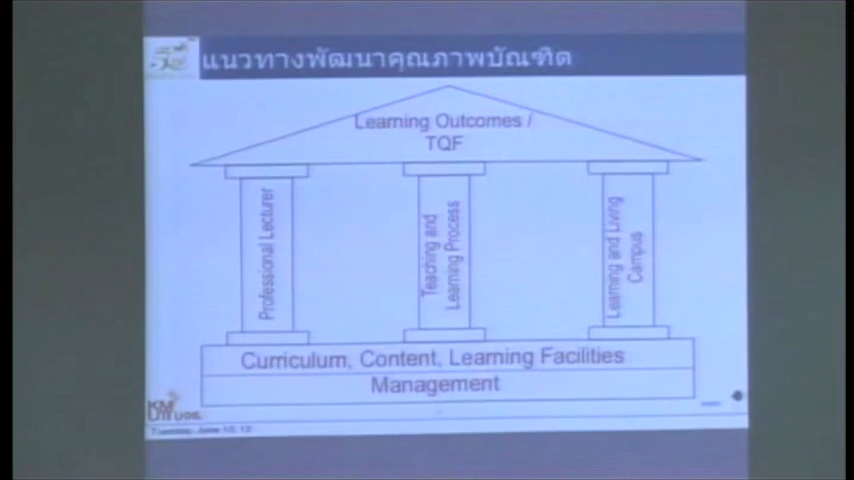 แนวทางพัฒนาคุณภาพบัณฑิต
Learning Outcomes /
TQF
Professional Lecturer
Teaching and
Learning Process
Learning and Living
Campus
Curriculum, Content, Learning Facilities
Management
KM